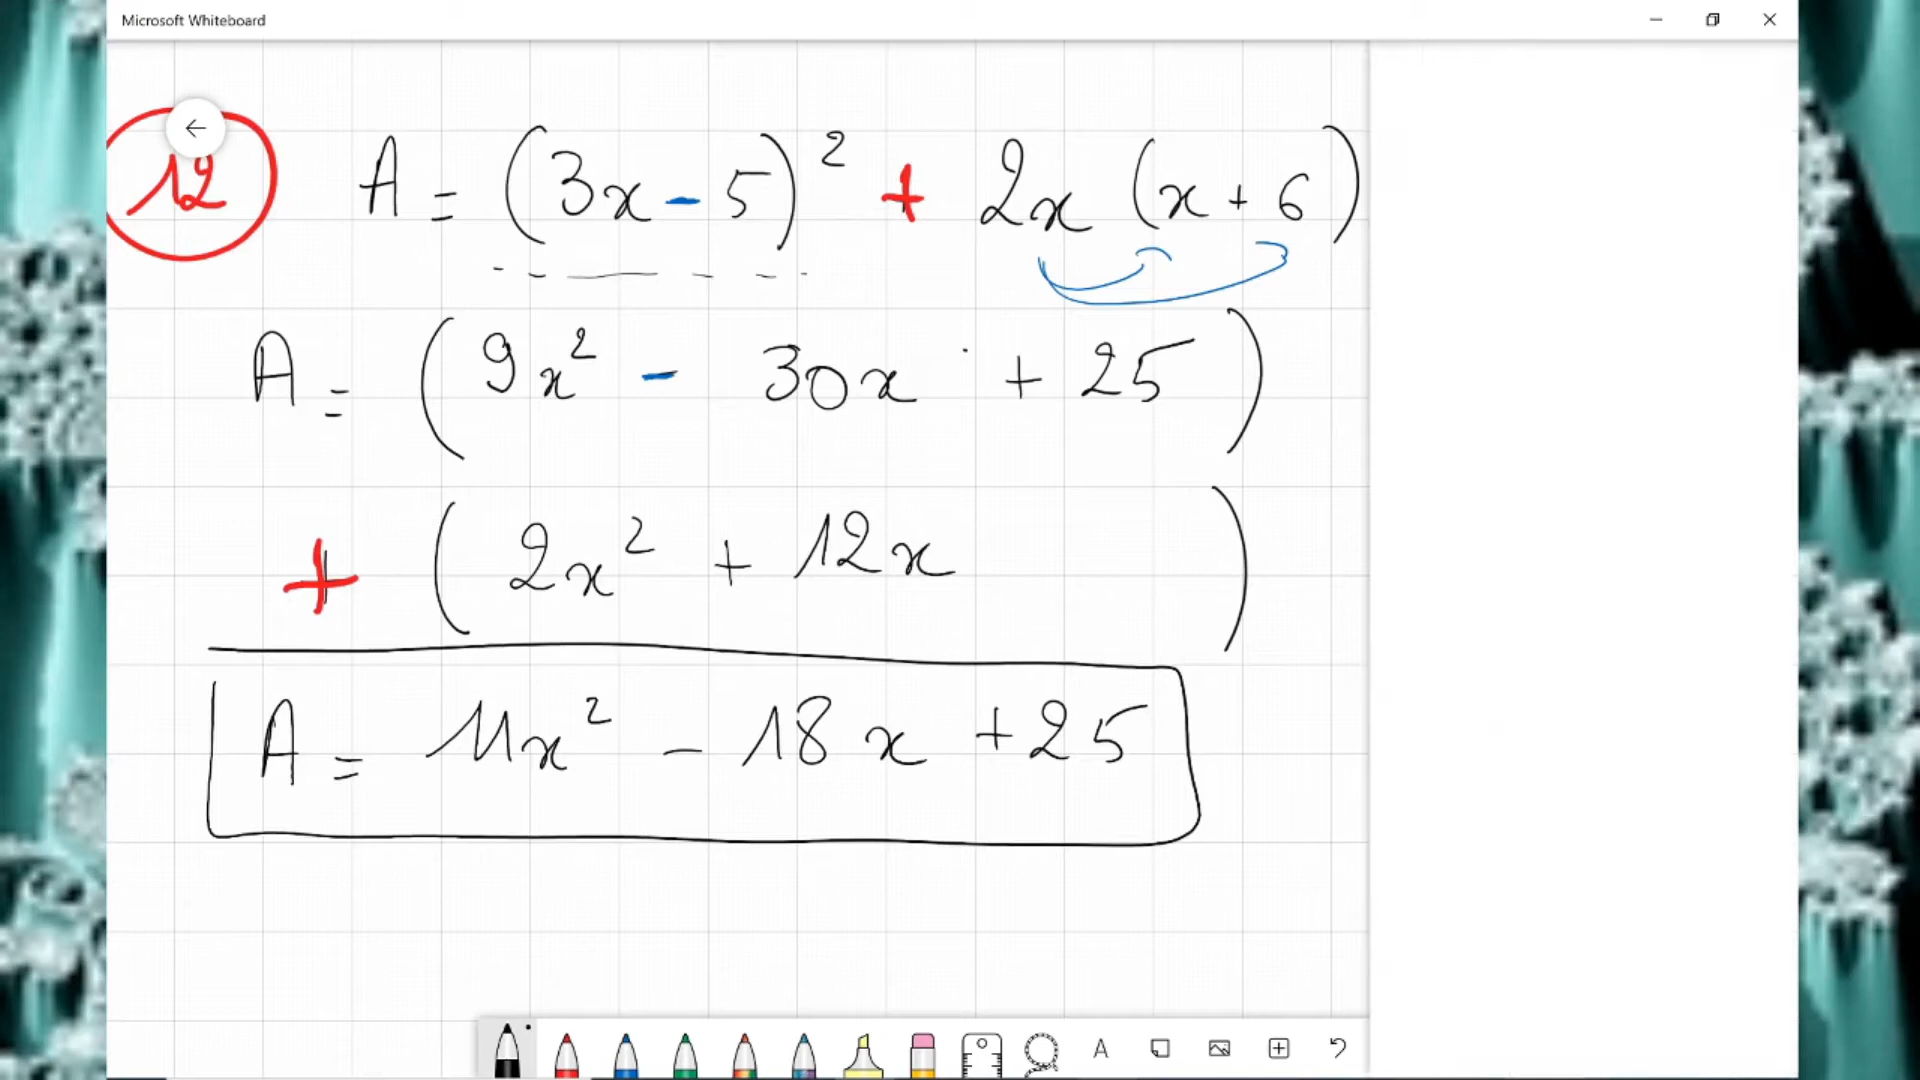 Microsoft Whiteboard
12
A = (3x - 5)² + 2x (x + 6)
A = (9x² - 30x + 25)
+ (2x² + 12x )
A = 11x² - 18x + 25
A